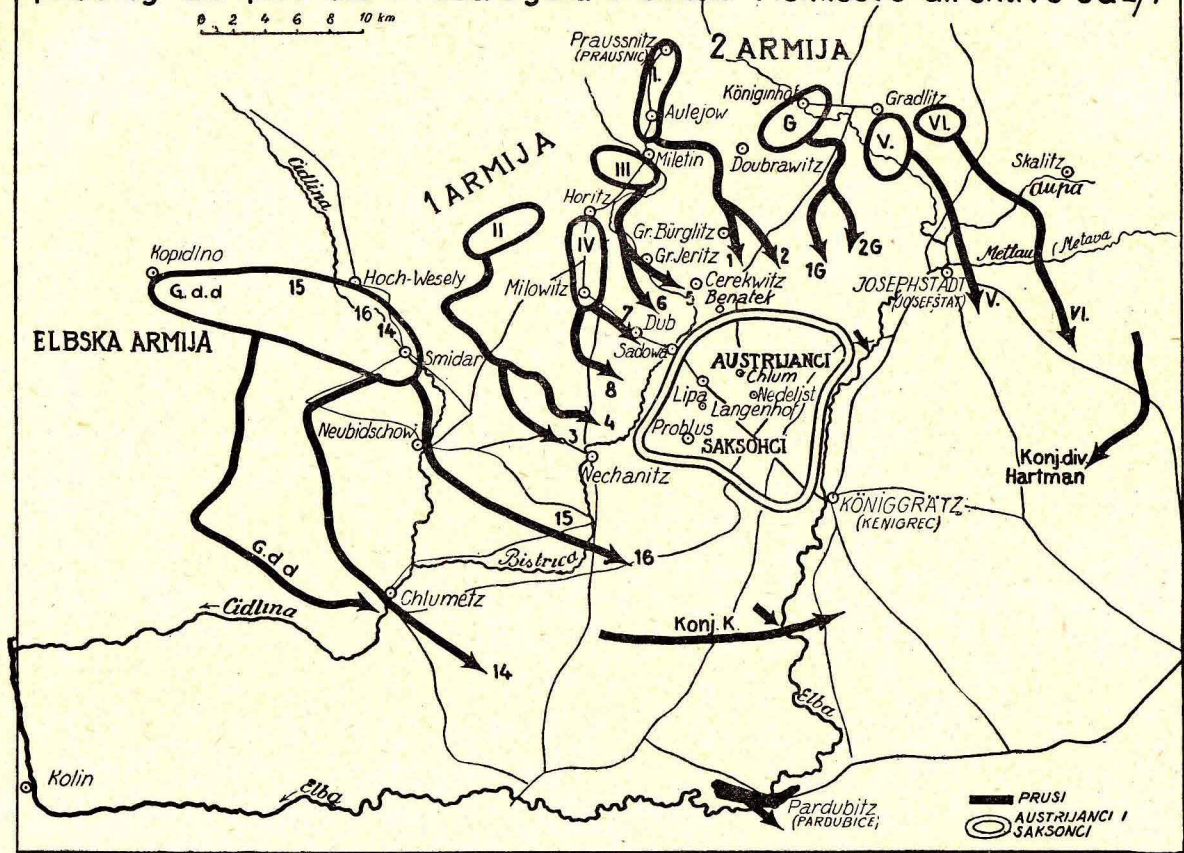 direktive od
0 2 4 6 8 10 km
Praussnitz
(PRAUSNIC)
2 ARMIJA
Königinhof
Gradlitz
Aulejow
G
V.
VI.
Doubrawitz
Skalitz
Aupa
1 ARMIJA
Miletin
III
Cidlina
Horitz
II
IV
Gr.Bürglitz
1
2
1G
2G
Mettau (Metava)
Gr.Jeritz
Kopidlno
Hoch-Wesely
G.d.d
15
16
14
Milowitz
6
5
Cerekwitz
Benatek
JOSEPHSTADT
(JOSEFŠTAT)
V.
VI.
7
Dub
Sadowa
ELBSKA ARMIJA
Smidar
AUSTRIJANCI
Chlum
Nedelist
8
Lipa
Langenhof
4
3
Problus
SAKSONCI
Neubidschow
Nechanitz
Konj.div.
Hartman
KÖNIGGRÄTZ
(KENIGREC)
15
16
Bistrica
G.d.d
Chlumetz
Cidlina
Konj. K.
14
Elba
Kolin
Elba
Pardubitz
(PARDUBICE)
PRUSI
AUSTRIJANCI I
SAKSONCI